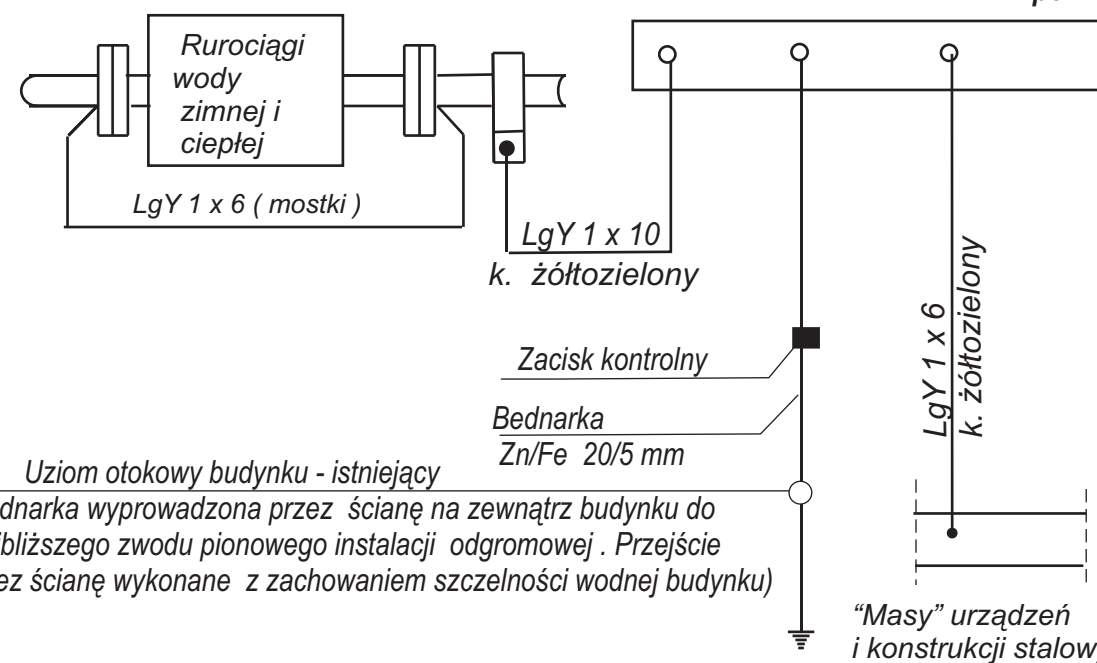 Rurociągi
wody
zimnej i
ciepłej
LgY 1 x 6 ( mostki )
LgY 1 x 10
k. żółtozielony
Zacisk kontrolny
Bednarka
Zn/Fe 20/5 mm
LgY 1 x 6
k. żółtozielony
Uziom otokowy budynku - istniejący
wyprowadzona przez ścianę na zewnątrz budynku do
zwodu pionowego instalacji odgromowej . Przejście
ścianę wykonane z zachowaniem szczelności wodnej budynku)
“Masy” urządzeń
i konstrukcji